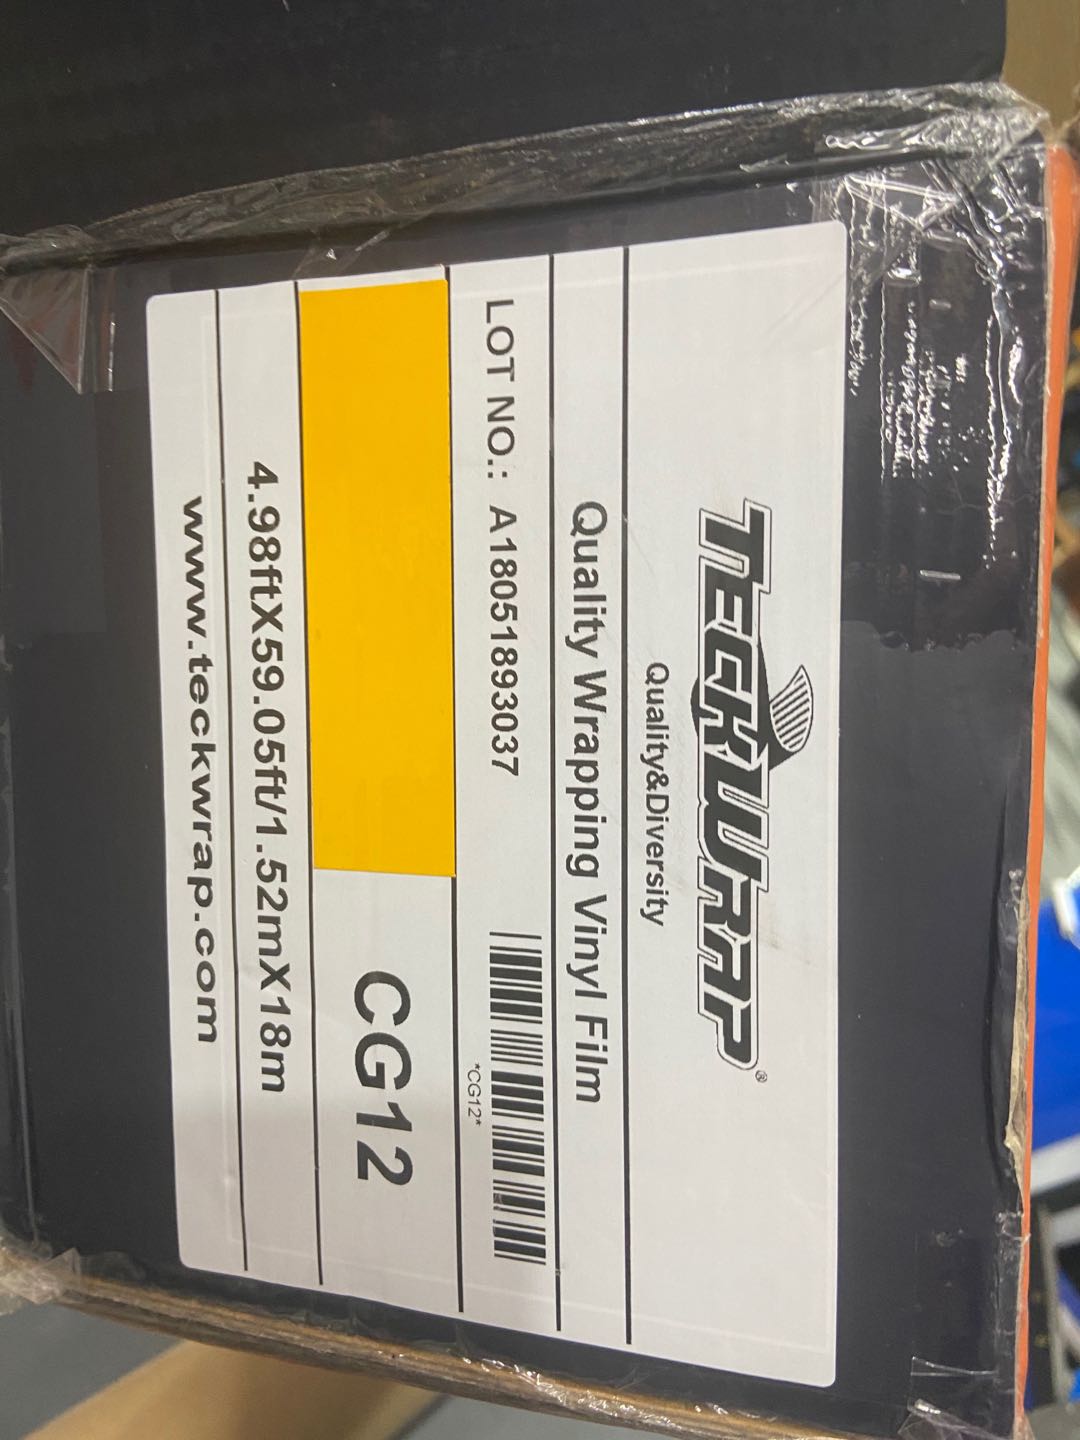 TECKWRAP®
Quality&Diversity
Quality Wrapping Vinyl Film
LOT NO.: A18051893037
*CG12*
CG12
4.98ftX59.05ft/1.52mX18m
www.teckwrap.com